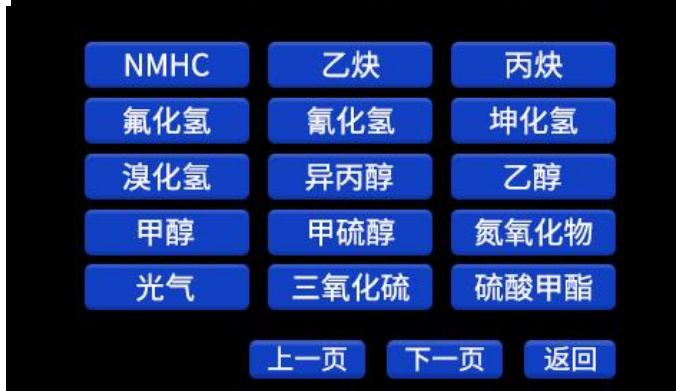 NMHC 乙炔 丙炔
氟化氢 氰化氢 坤化氢
溴化氢 异丙醇 乙醇
甲醇 甲硫醇 氮氧化物
光气 三氧化硫 硫酸甲酯
上一页 下一页 返回